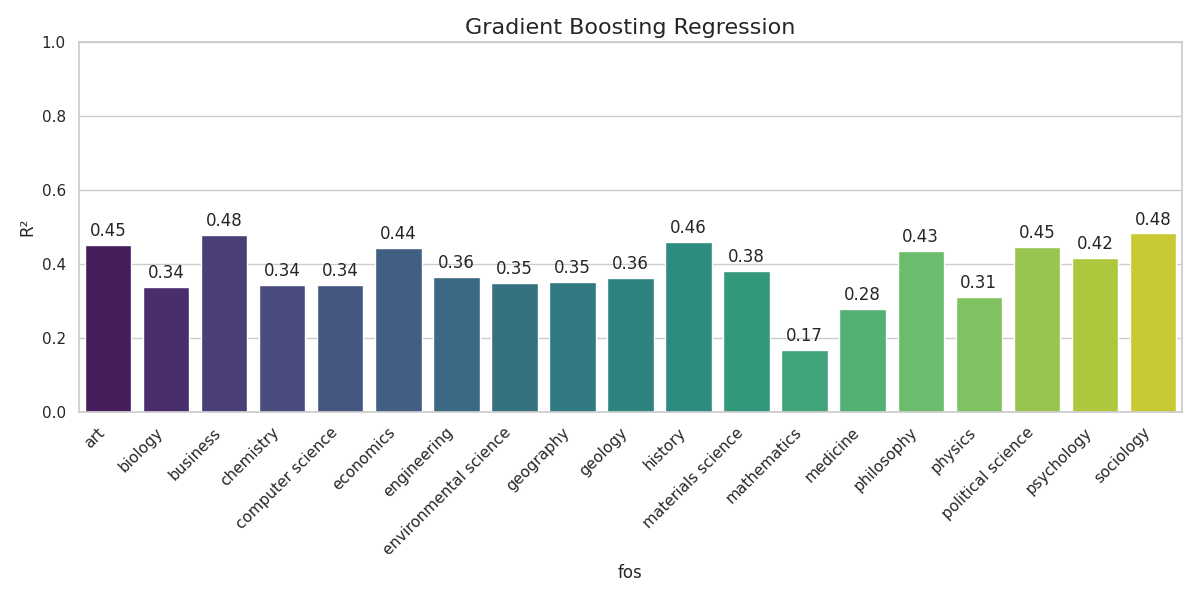 Gradient Boosting Regression
R²
1.0
0.8
0.6
0.4
0.2
0.0
0.45
0.34
0.48
0.34
0.34
0.44
0.36
0.35
0.35
0.36
0.46
0.38
0.17
0.28
0.43
0.31
0.45
0.42
0.48
art
biology
business
chemistry
computer science
economics
engineering
environmental science
geography
geology
history
materials science
mathematics
medicine
philosophy
physics
political science
psychology
sociology
fos